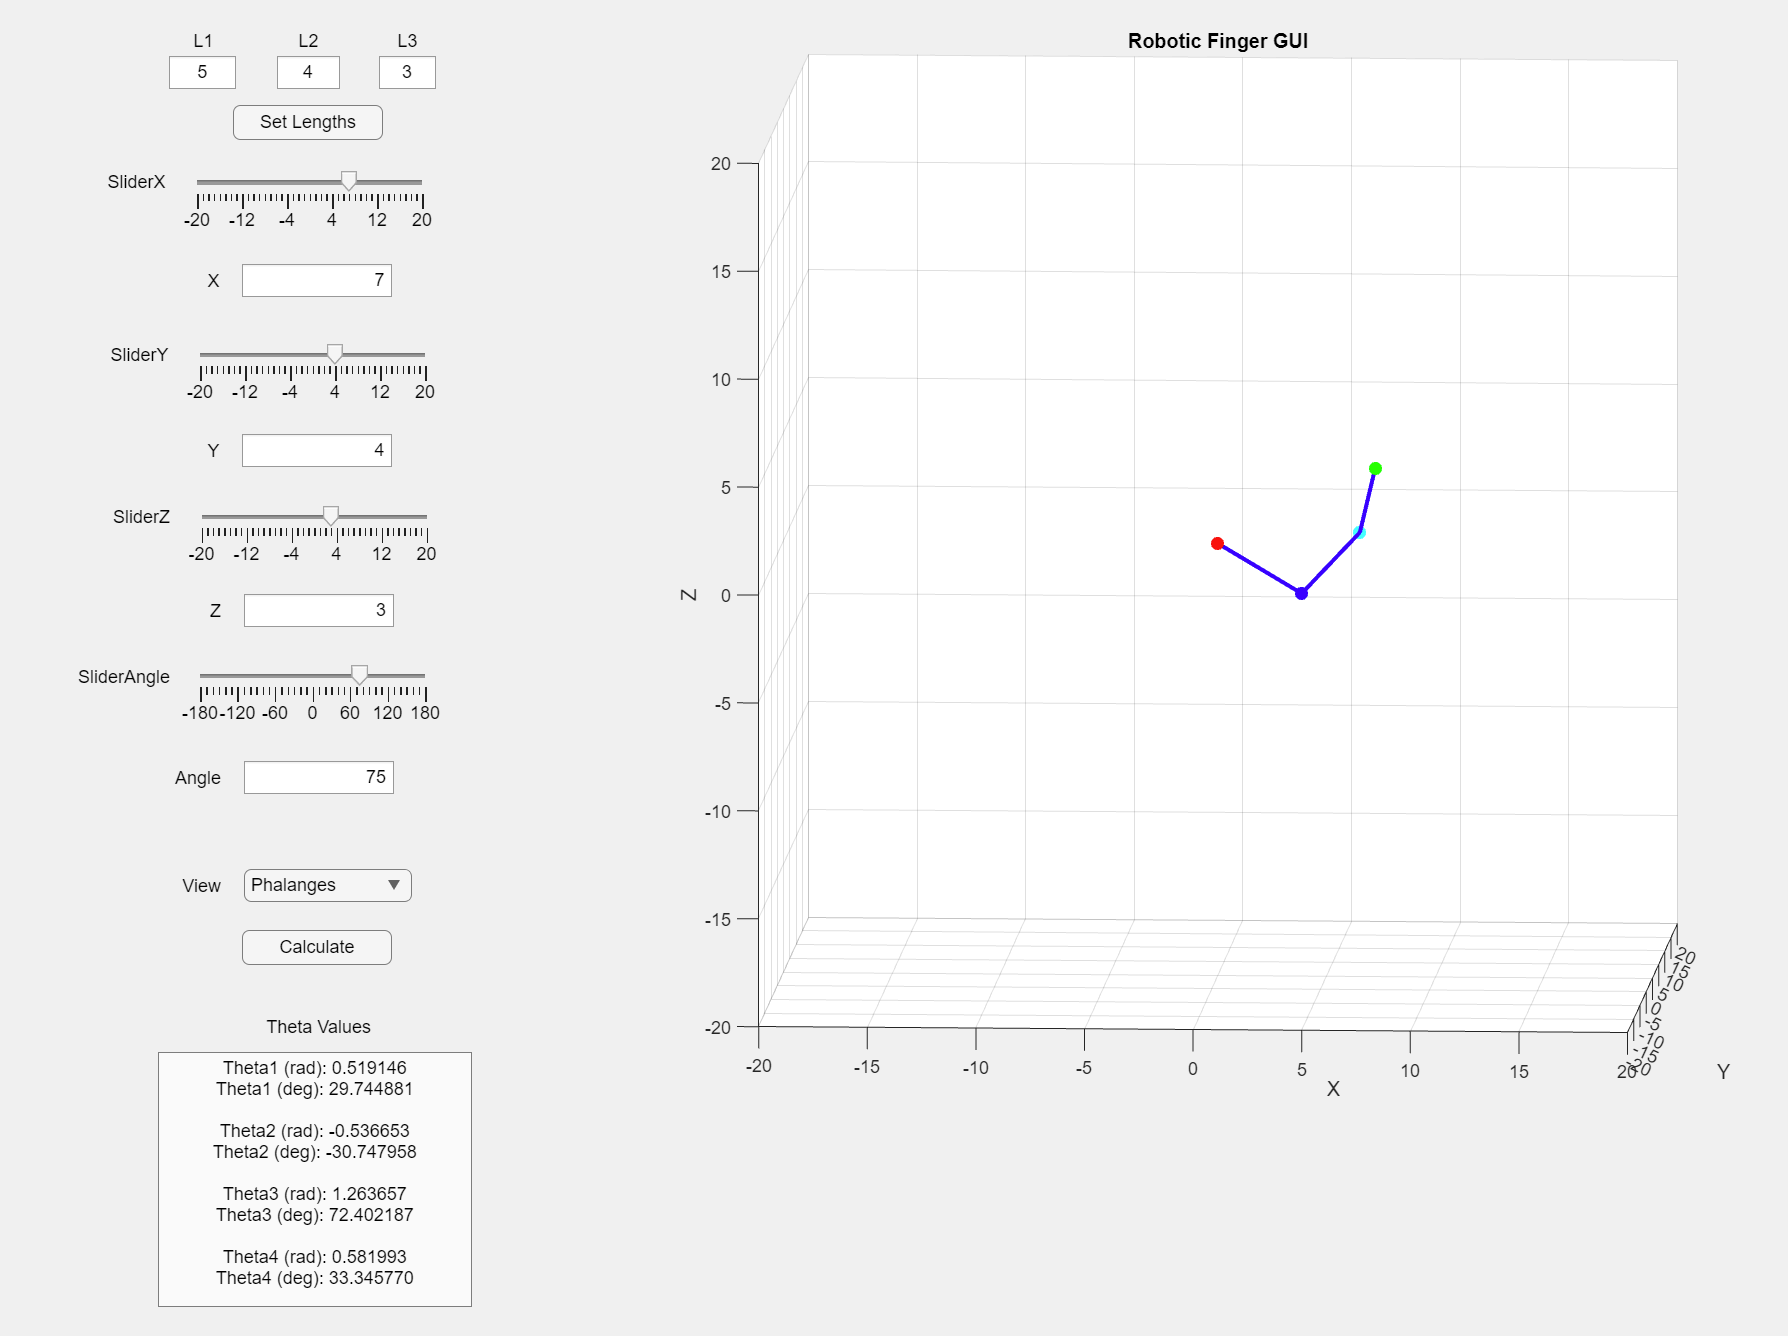 L1 L2 L3
5 4 3
Set Lengths
SliderX
-20 -12 -4 4 12 20
X 7
SliderY
-20 -12 -4 4 12 20
Y 4
SliderZ
-20 -12 -4 4 12 20
Z 3
SliderAngle
-180 -120 -60 0 60 120 180
Angle 75
View Phalanges
Calculate
Theta Values
Theta1 (rad): 0.519146
Theta1 (deg): 29.744881
Theta2 (rad): -0.536653
Theta2 (deg): -30.747958
Theta3 (rad): 1.263657
Theta3 (deg): 72.402187
Theta4 (rad): 0.581993
Theta4 (deg): 33.345770
Robotic Finger GUI
20
15
10
5
Z 0
-5
-10
-15
-20
-20 -15 -10 -5 0 5 10 15 20
X
20
15
10
5
0
-5
-10
-15
-20
Y